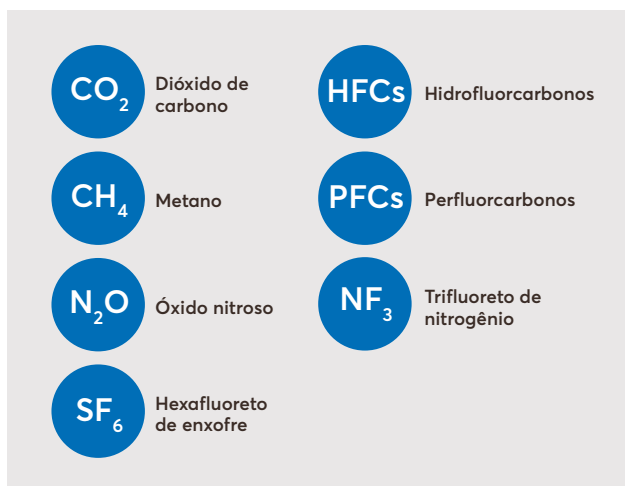 CO₂
Dióxido de
carbono
CH₄
Metano
N₂O
Óxido nitroso
SF₆
Hexafluoreto
de enxofre
HFCs
Hidrofluorcarbonos
PFCs
Perfluorcarbonos
NF₃
Trifluoreto de
nitrogênio